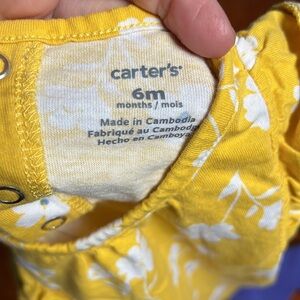 carter's
6m
months / mois
Made in Cambodia
Fabriqué au Cambodge
Hecho en Camboya